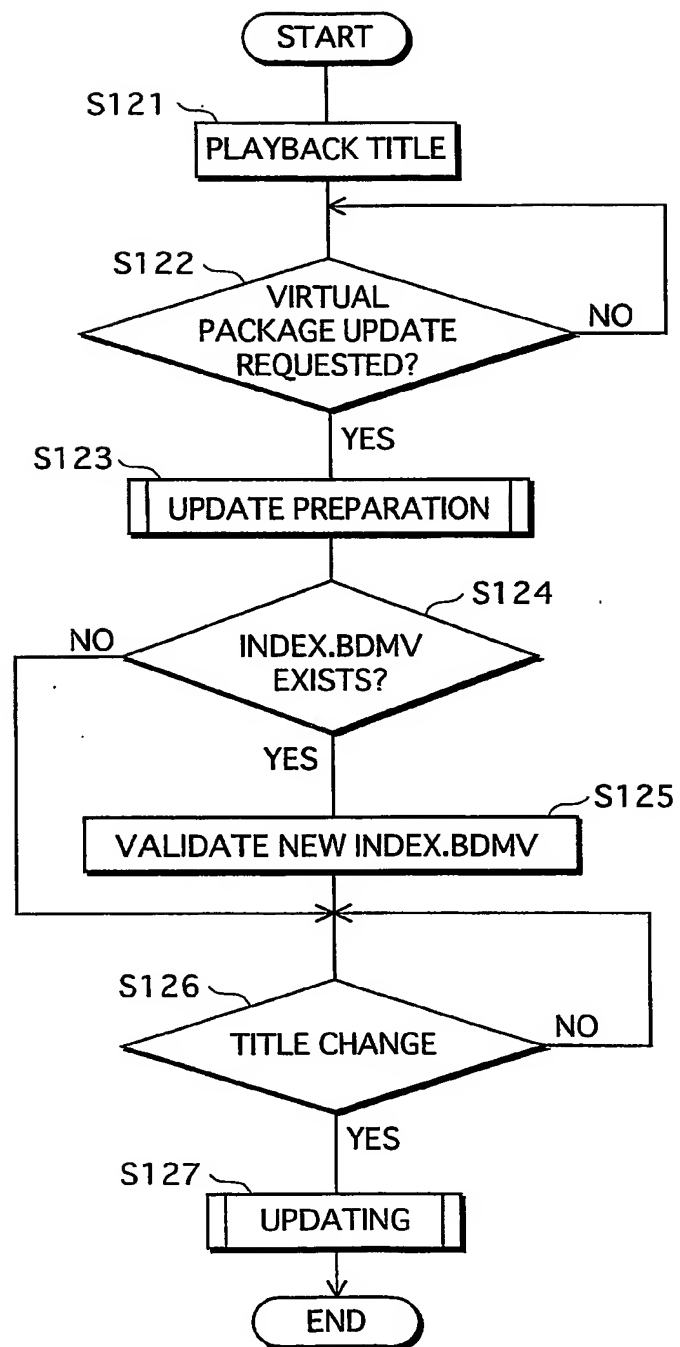 START
S121
PLAYBACK TITLE
S122
VIRTUAL
PACKAGE UPDATE
REQUESTED?
NO
YES
S123
UPDATE PREPARATION
S124
NO
INDEX.BDMV
EXISTS?
YES
S125
VALIDATE NEW INDEX.BDMV
S126
TITLE CHANGE
NO
YES
S127
UPDATING
END